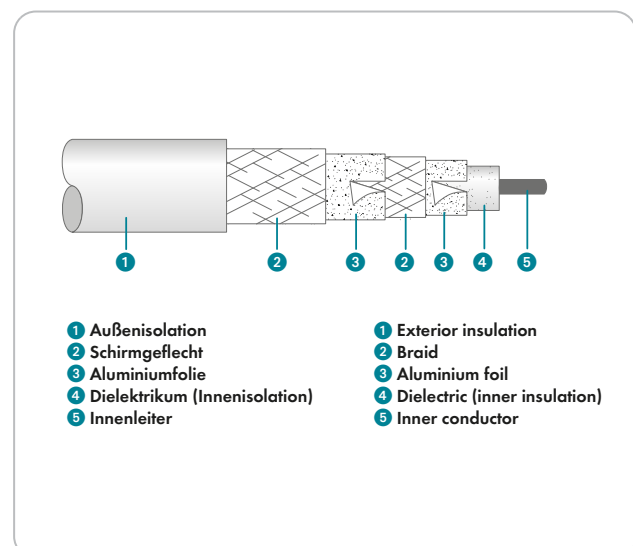 1 2 3 2 3 4 5
1 Außenisolation
2 Schirmgeflecht
3 Aluminiumfolie
4 Dielektrikum (Innenisolation)
5 Innenleiter
1 Exterior insulation
2 Braid
3 Aluminium foil
4 Dielectric (inner insulation)
5 Inner conductor